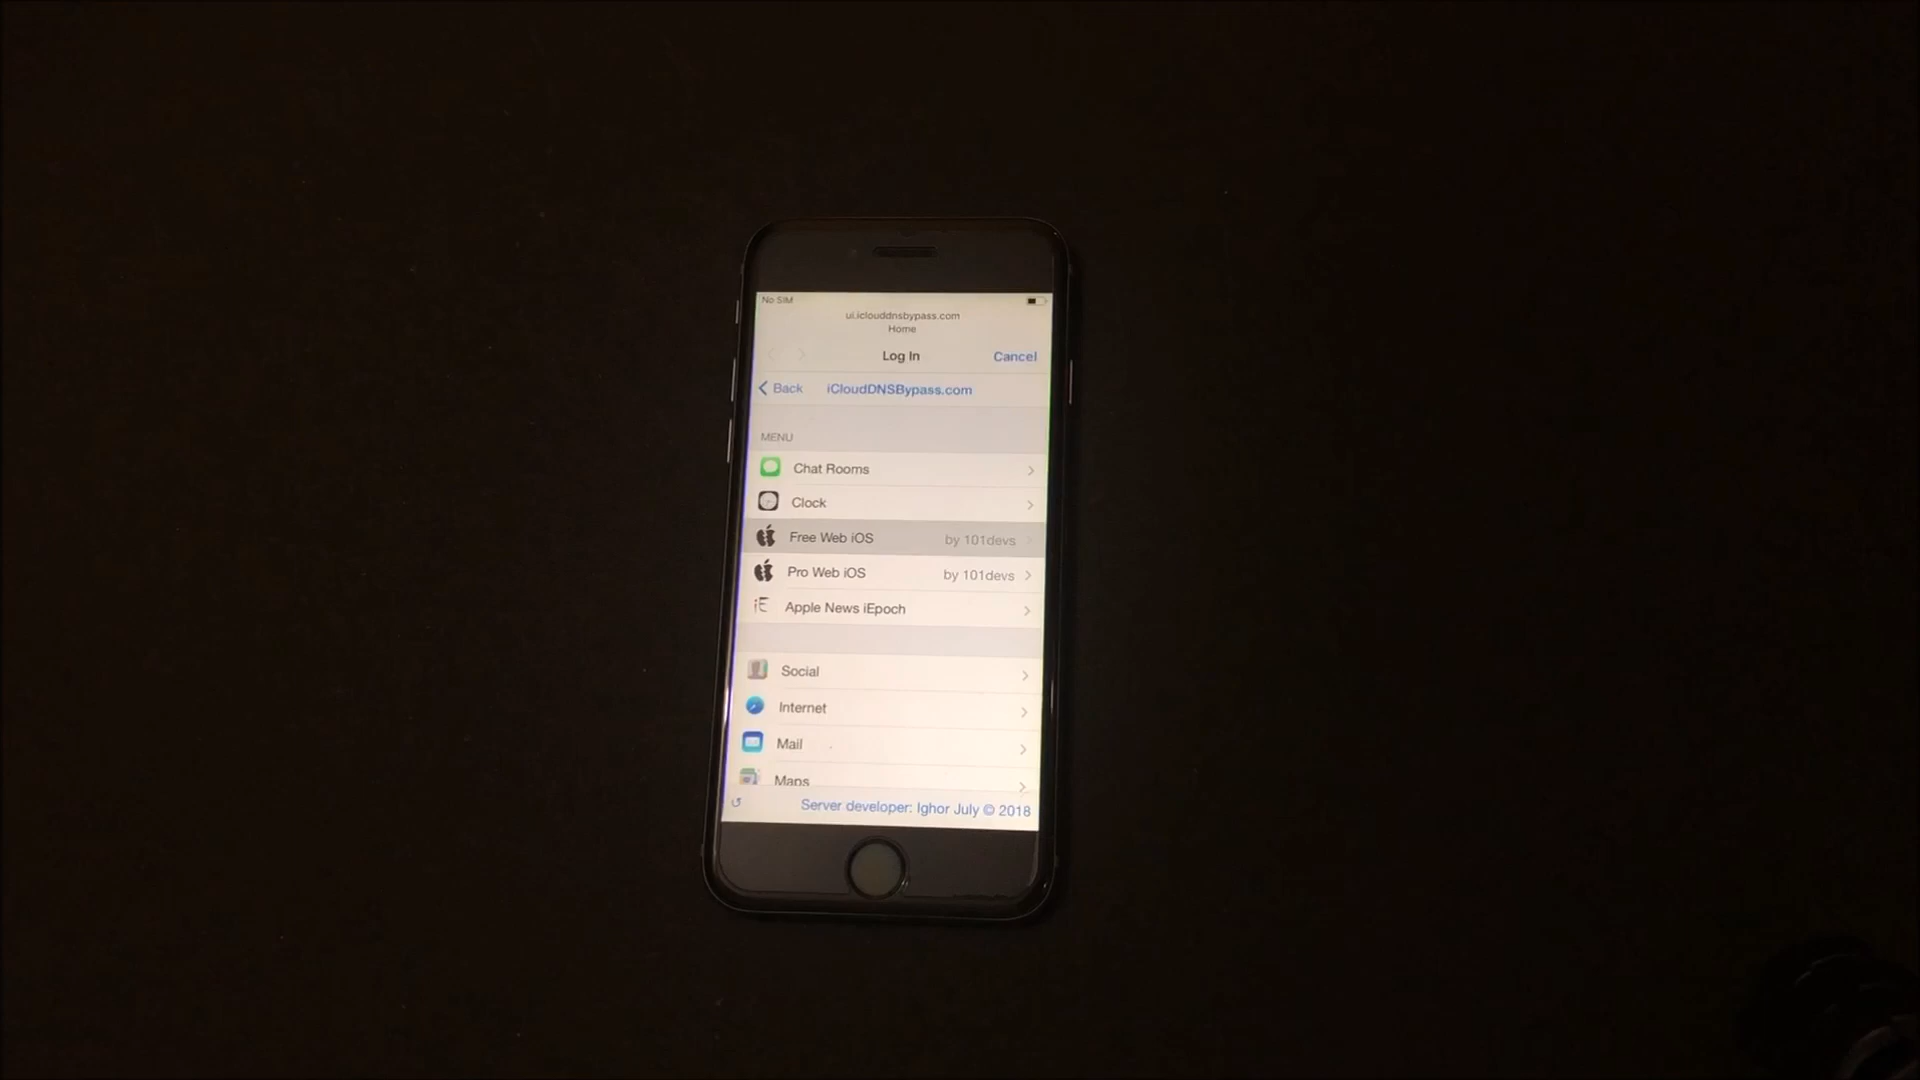 No SIM
ui.iclouddnsbypass.com
Home
Log In Cancel
Back iCloudDNSBypass.com
MENU
Chat Rooms
Clock
Free Web iOS by 101devs
Pro Web iOS by 101devs
iE Apple News iEpoch
Social
Internet
Mail
Maps
Server developer: Ighor July © 2018